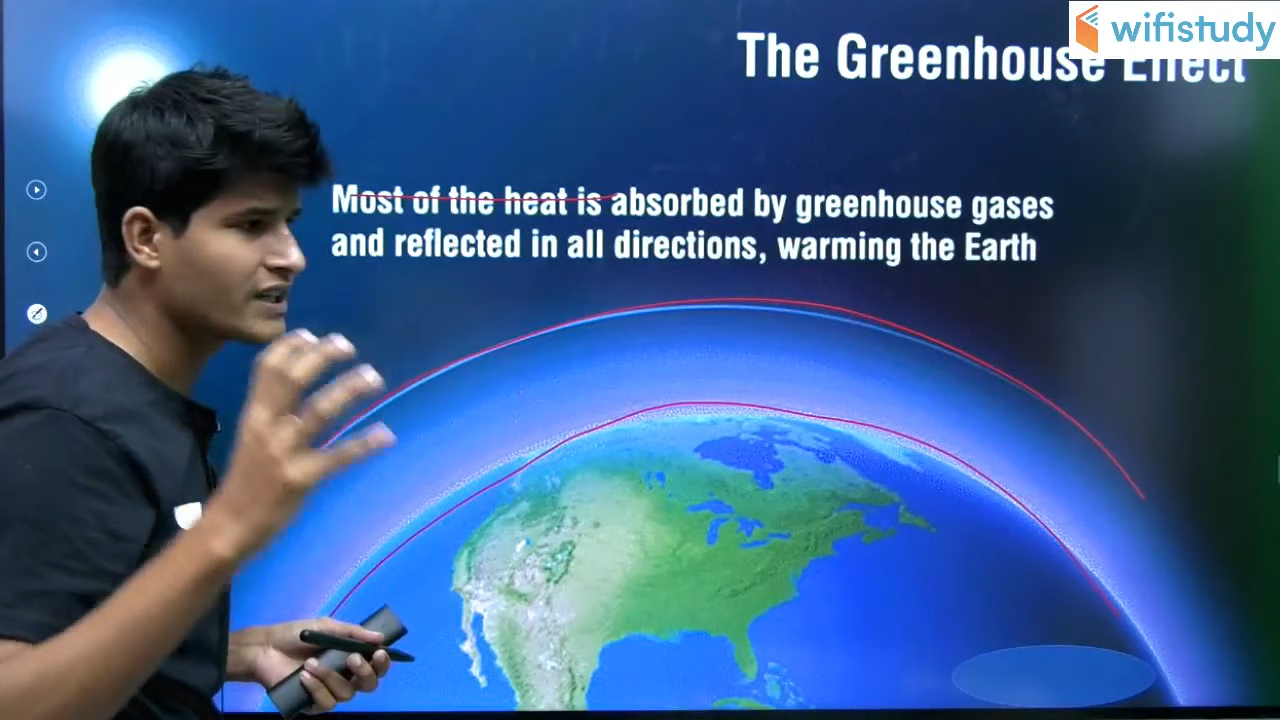 wifistudy
The Greenhouse Effect
Most of the heat is absorbed by greenhouse gases
and reflected in all directions, warming the Earth